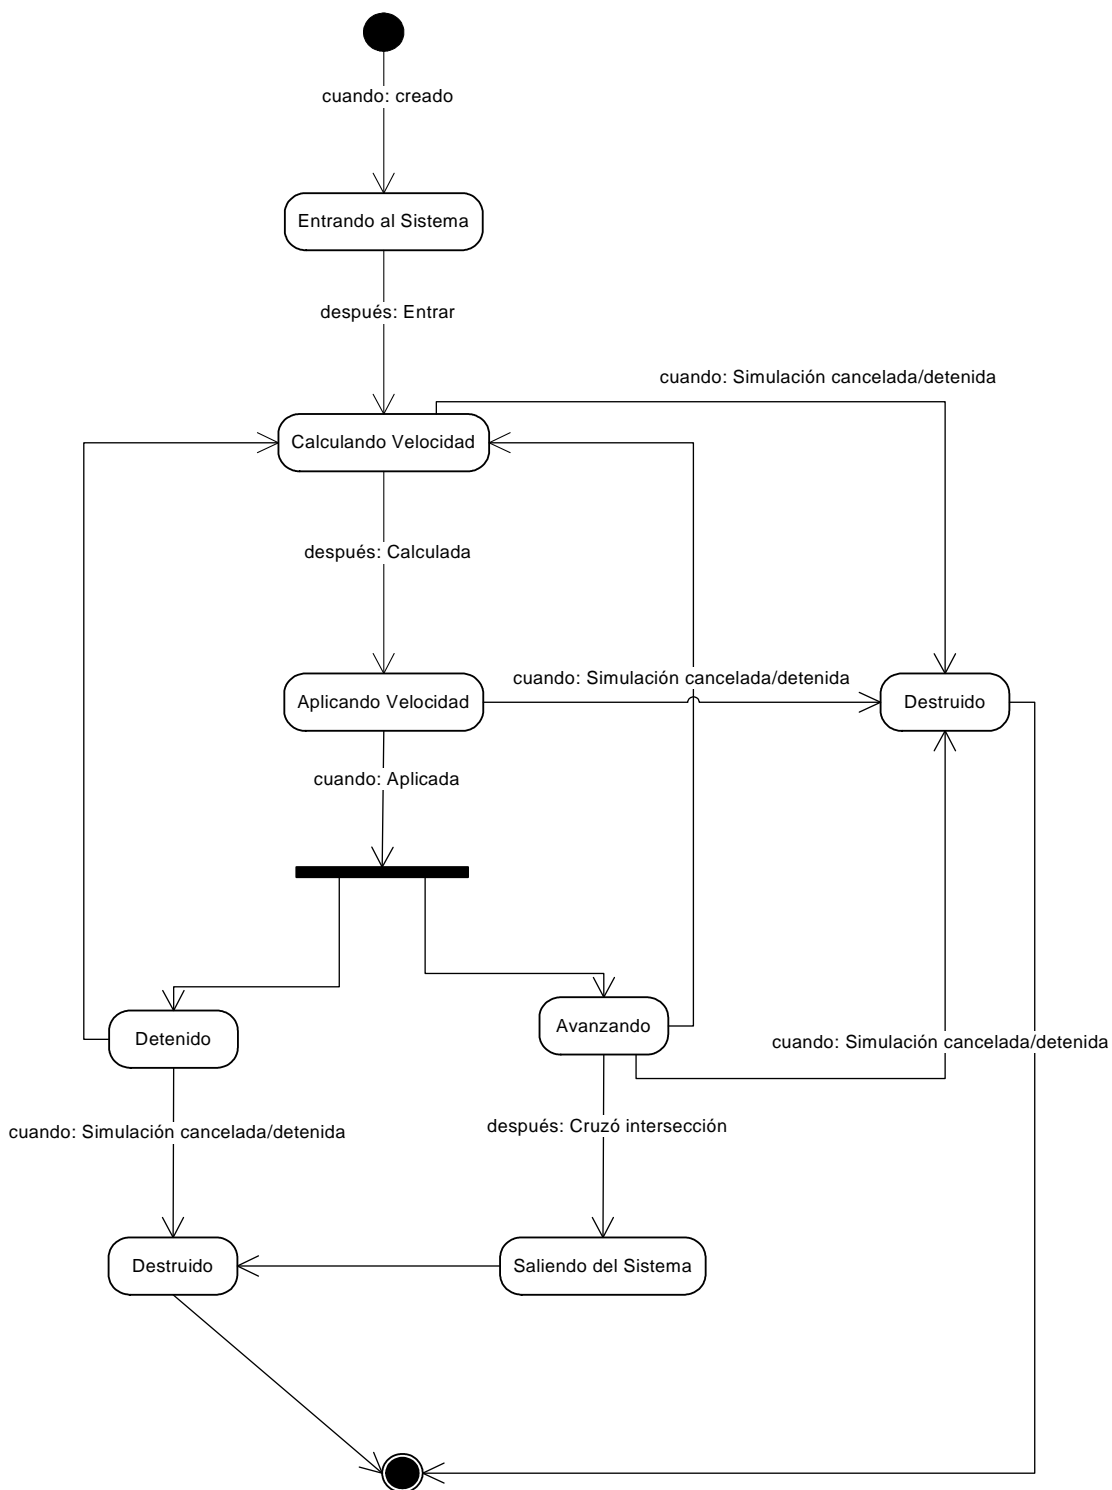 cuando: creado
Entrando al Sistema
después: Entrar
cuando: Simulación cancelada/detenida
Calculando Velocidad
después: Calculada
cuando: Simulación cancelada/detenida
Aplicando Velocidad
Destruido
cuando: Aplicada
Detenido
Avanzando
cuando: Simulación cancelada/detenida
cuando: Simulación cancelada/detenida
después: Cruzó intersección
Destruido
Saliendo del Sistema